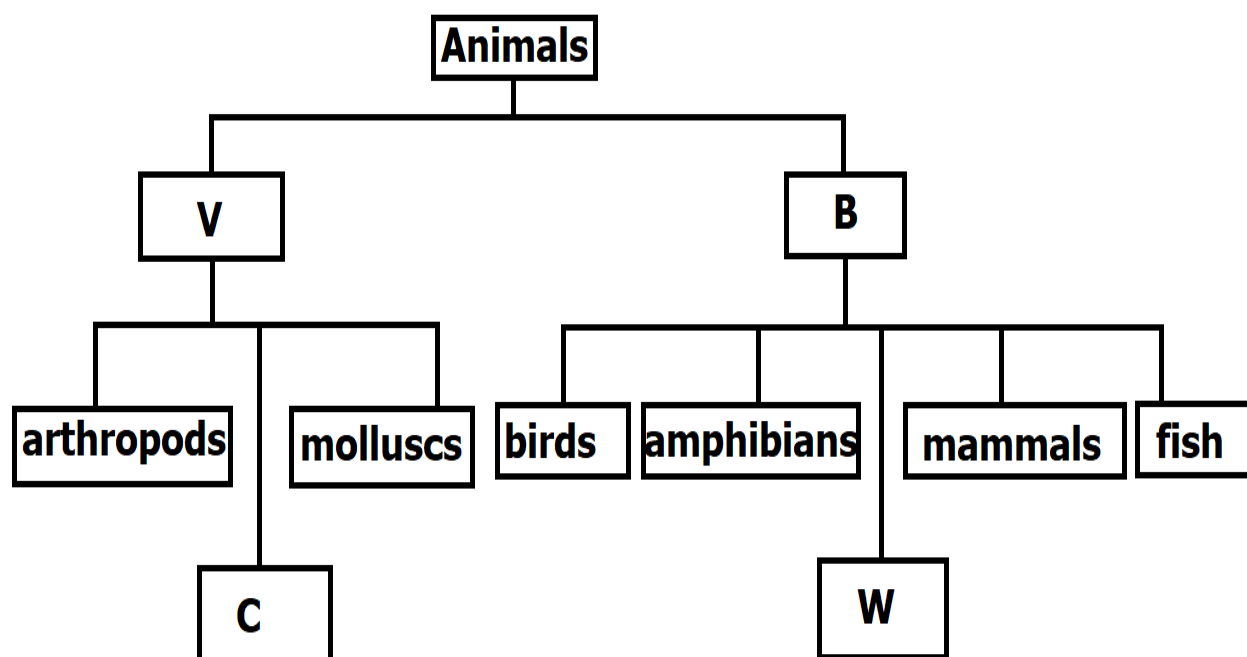 Animals
V
B
arthropods
molluscs
birds
amphibians
mammals
fish
C
W